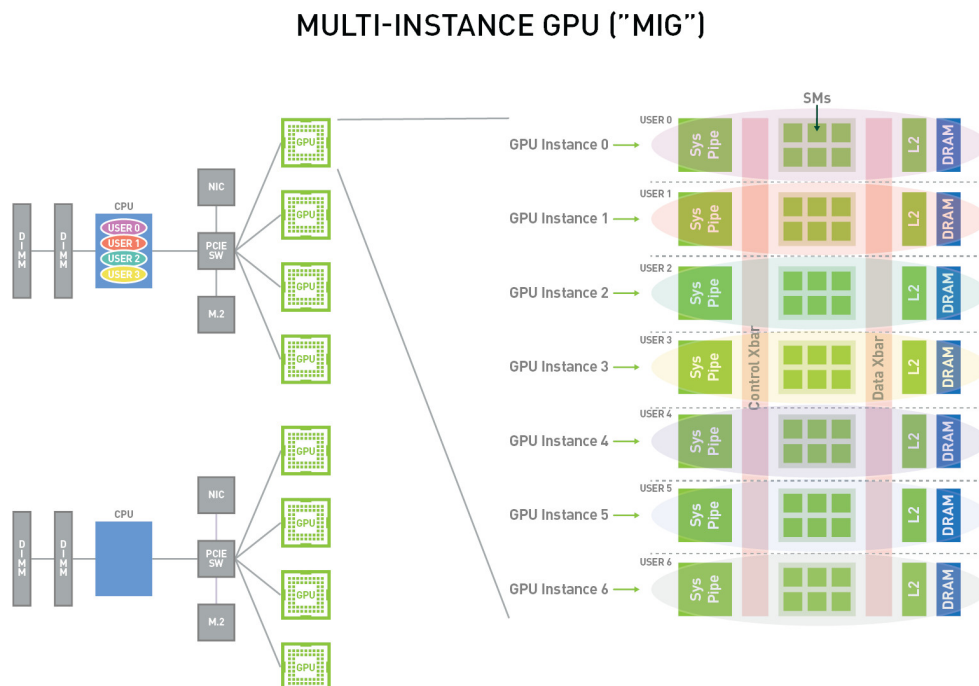 MULTI-INSTANCE GPU ("MIG")
SMs
USER 0
GPU Instance 0
Sys Pipe
L2
DRAM
GPU
NIC
USER 1
GPU Instance 1
Sys Pipe
L2
DRAM
GPU
CPU
USER 0
USER 1
USER 2
USER 3
DIMM
DIMM
PCIE SW
USER 2
GPU Instance 2
Sys Pipe
L2
DRAM
GPU
M.2
USER 3
GPU Instance 3
Sys Pipe
Control Xbar
Data Xbar
L2
DRAM
GPU
USER 4
GPU Instance 4
Sys Pipe
L2
DRAM
GPU
NIC
USER 5
GPU Instance 5
Sys Pipe
L2
DRAM
GPU
CPU
DIMM
DIMM
PCIE SW
USER 6
GPU Instance 6
Sys Pipe
L2
DRAM
GPU
M.2
GPU